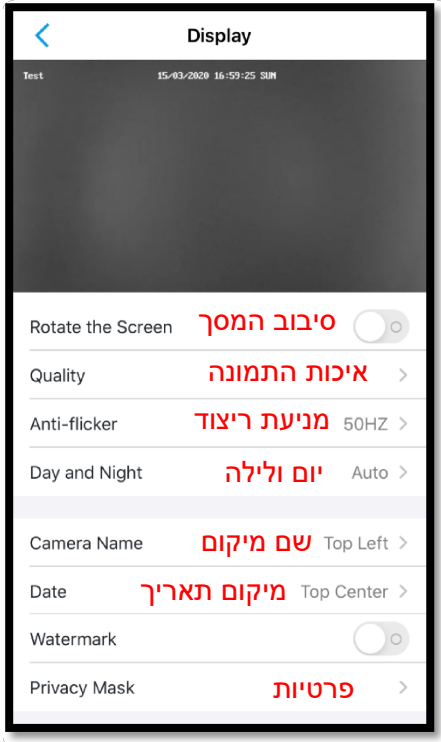 Display
Test 15/03/2020 16:59:25 SUN
Rotate the Screen סיבוב המסך
Quality איכות התמונה
Anti-flicker מניעת ריצוד 50HZ
Day and Night יום ולילה Auto
Camera Name שם מיקום Top Left
Date מיקום תאריך Top Center
Watermark
Privacy Mask פרטיות